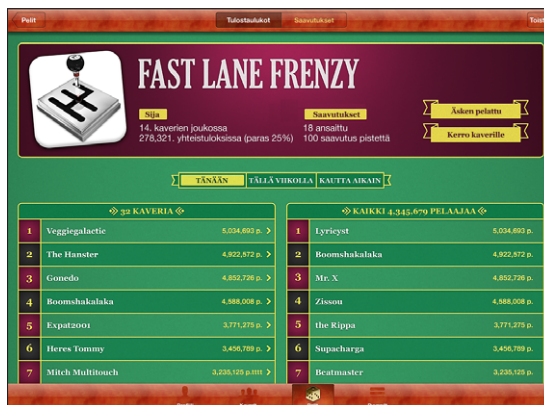 Pelit
Tulostaulukot
Saavutukset
FAST LANE FRENZY
Sija
14. kaverien joukossa
278,321. yhteistuloksissa (paras 25%)
Saavutukset
18 ansaittu
100 saavutus pistettä
Äsken pelattu
Kerro kaverille
TÄNÄÄN
TÄLLÄ VIIKOLLA
KAUTTA AIKAIN
32 KAVERIA
1 Veggiegalactic 5,034,693 p.
2 The Hanster 4,922,572 p.
3 Gonedo 4,852,726 p.
4 Boomshakalaka 4,588,008 p.
5 Expat2001 3,771,275 p.
6 Heres Tommy 3,456,789 p.
7 Mitch Multitouch 3,235,125 p.!!!!
KAIKKI 4,345,679 PELAAJAA
1 Lyricyst 5,034,693 p.
2 Boomshakalaka 4,922,572 p.
3 Mr. X 4,852,726 p.
4 Zissou 4,588,008 p.
5 the Rippa 3,771,275 p.
6 Supacharga 3,456,789 p.
7 Beatmaster 3,235,125 p.